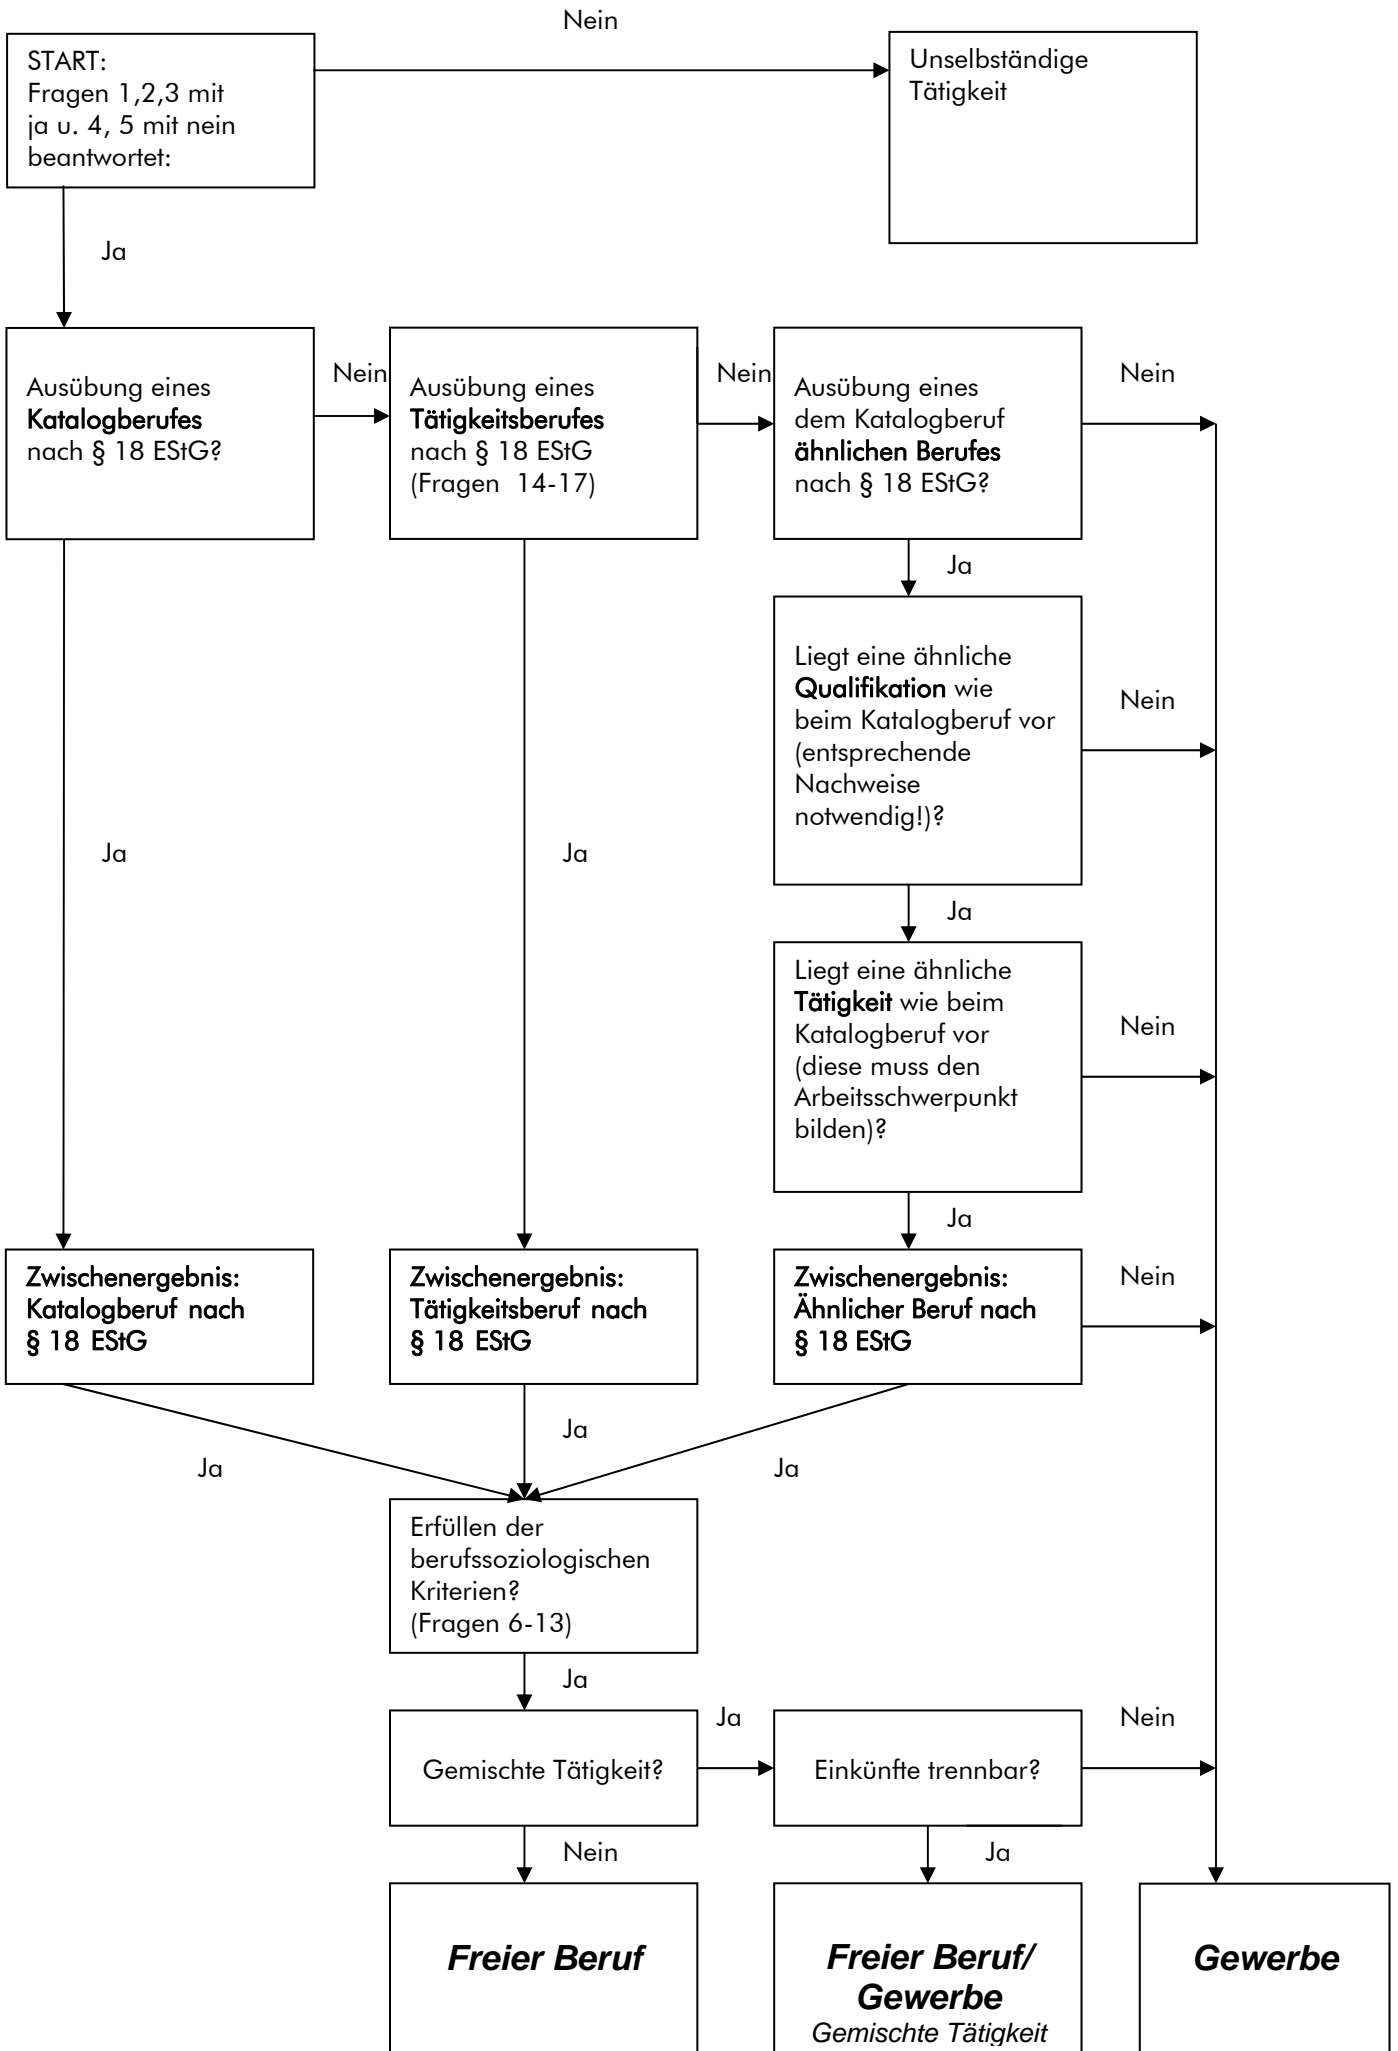 Nein
START:
Fragen 1,2,3 mit
ja u. 4, 5 mit nein
beantwortet:
Unselbständige
Tätigkeit
Ja
Ausübung eines
Katalogberufes
nach § 18 EStG?
Nein
Ausübung eines
Tätigkeitsberufes
nach § 18 EStG
(Fragen 14-17)
Nein
Ausübung eines
dem Katalogberuf
ähnlichen Berufes
nach § 18 EStG?
Nein
Ja
Liegt eine ähnliche
Qualifikation wie
beim Katalogberuf vor
(entsprechende
Nachweise
notwendig!)?
Nein
Ja
Ja
Ja
Liegt eine ähnliche
Tätigkeit wie beim
Katalogberuf vor
(diese muss den
Arbeitsschwerpunkt
bilden)?
Nein
Ja
Zwischenergebnis:
Katalogberuf nach
§ 18 EStG
Zwischenergebnis:
Tätigkeitsberuf nach
§ 18 EStG
Zwischenergebnis:
Ähnlicher Beruf nach
§ 18 EStG
Nein
Ja
Ja
Ja
Erfüllen der
berufssoziologischen
Kriterien?
(Fragen 6-13)
Ja
Gemischte Tätigkeit?
Ja
Einkünfte trennbar?
Nein
Nein
Ja
Freier Beruf
Freier Beruf/
Gewerbe
Gemischte Tätigkeit
Gewerbe